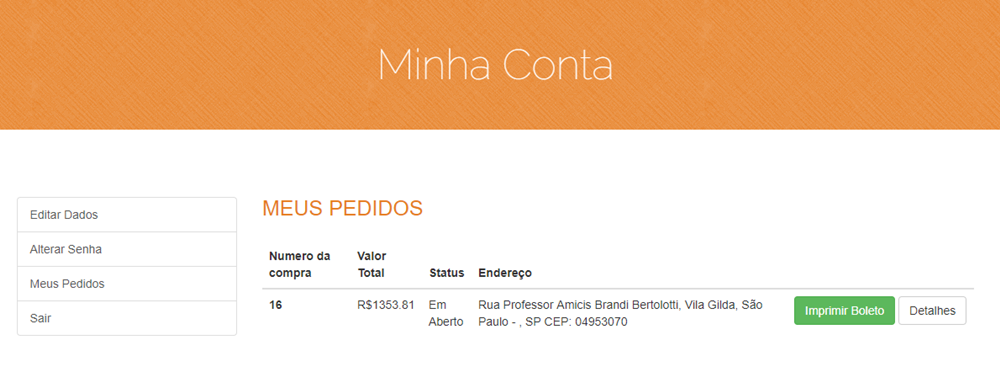 Minha Conta
Editar Dados
Alterar Senha
Meus Pedidos
Sair
MEUS PEDIDOS
Numero da compra
Valor Total
Status
Endereço
16
R$1353.81
Em Aberto
Rua Professor Amicis Brandi Bertolotti, Vila Gilda, São
Paulo - , SP CEP: 04953070
Imprimir Boleto
Detalhes